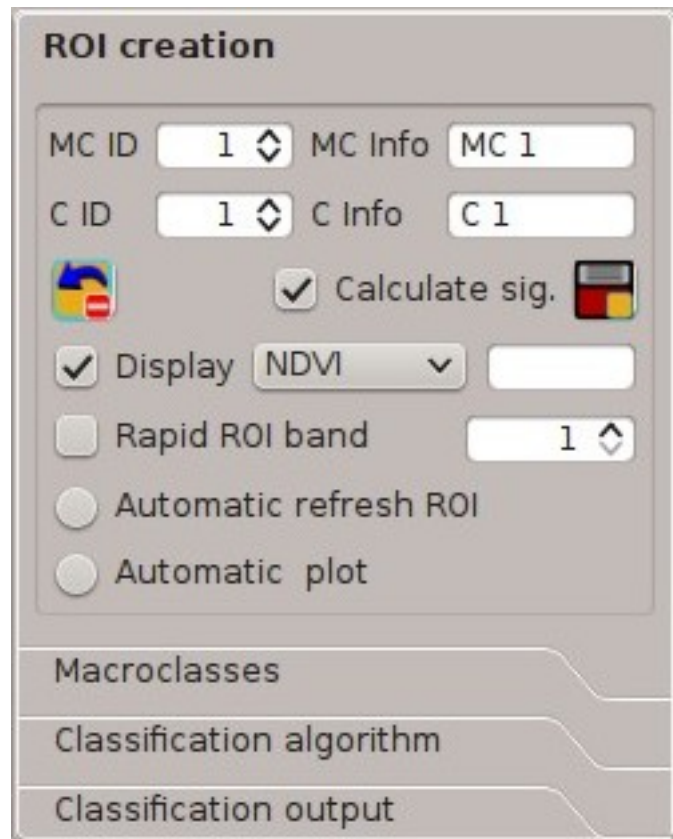 ROI creation
MC ID 1 MC Info MC 1
C ID 1 C Info C 1
Calculate sig.
Display NDVI
Rapid ROI band 1
Automatic refresh ROI
Automatic plot
Macroclasses
Classification algorithm
Classification output